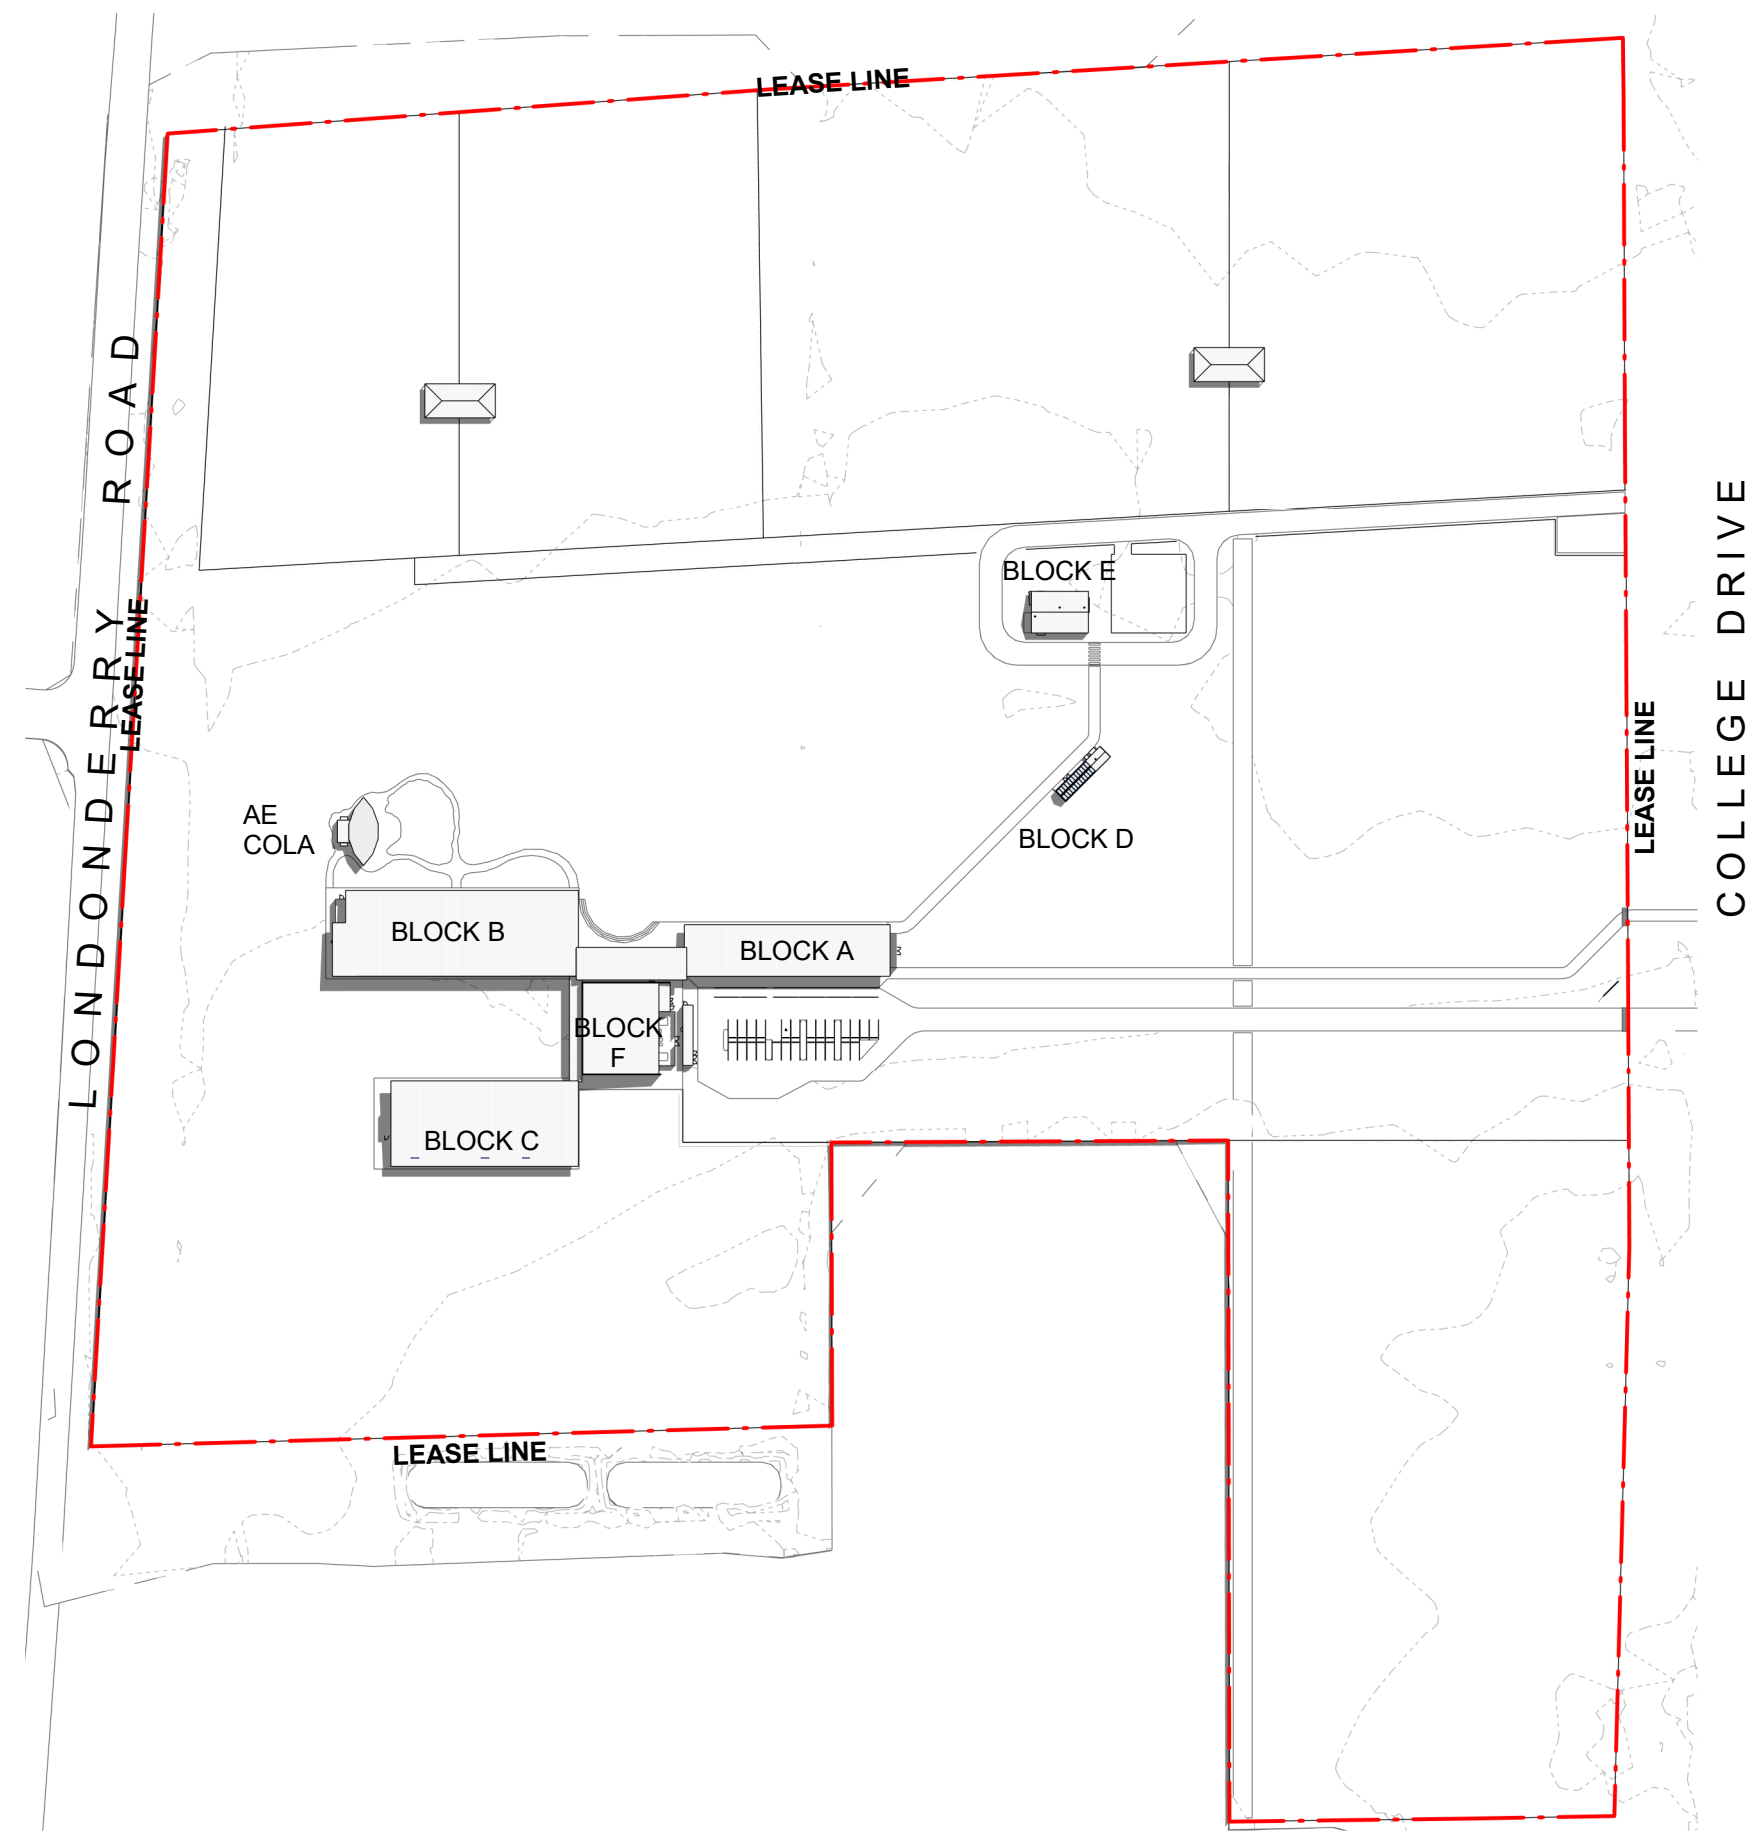 LEASE LINE
LONDONDERRY ROAD
LEASE LINE
COLLEGE DRIVE
BLOCK E
LEASE LINE
AE
COLA
BLOCK D
BLOCK B
BLOCK A
BLOCK
F
BLOCK C
LEASE LINE